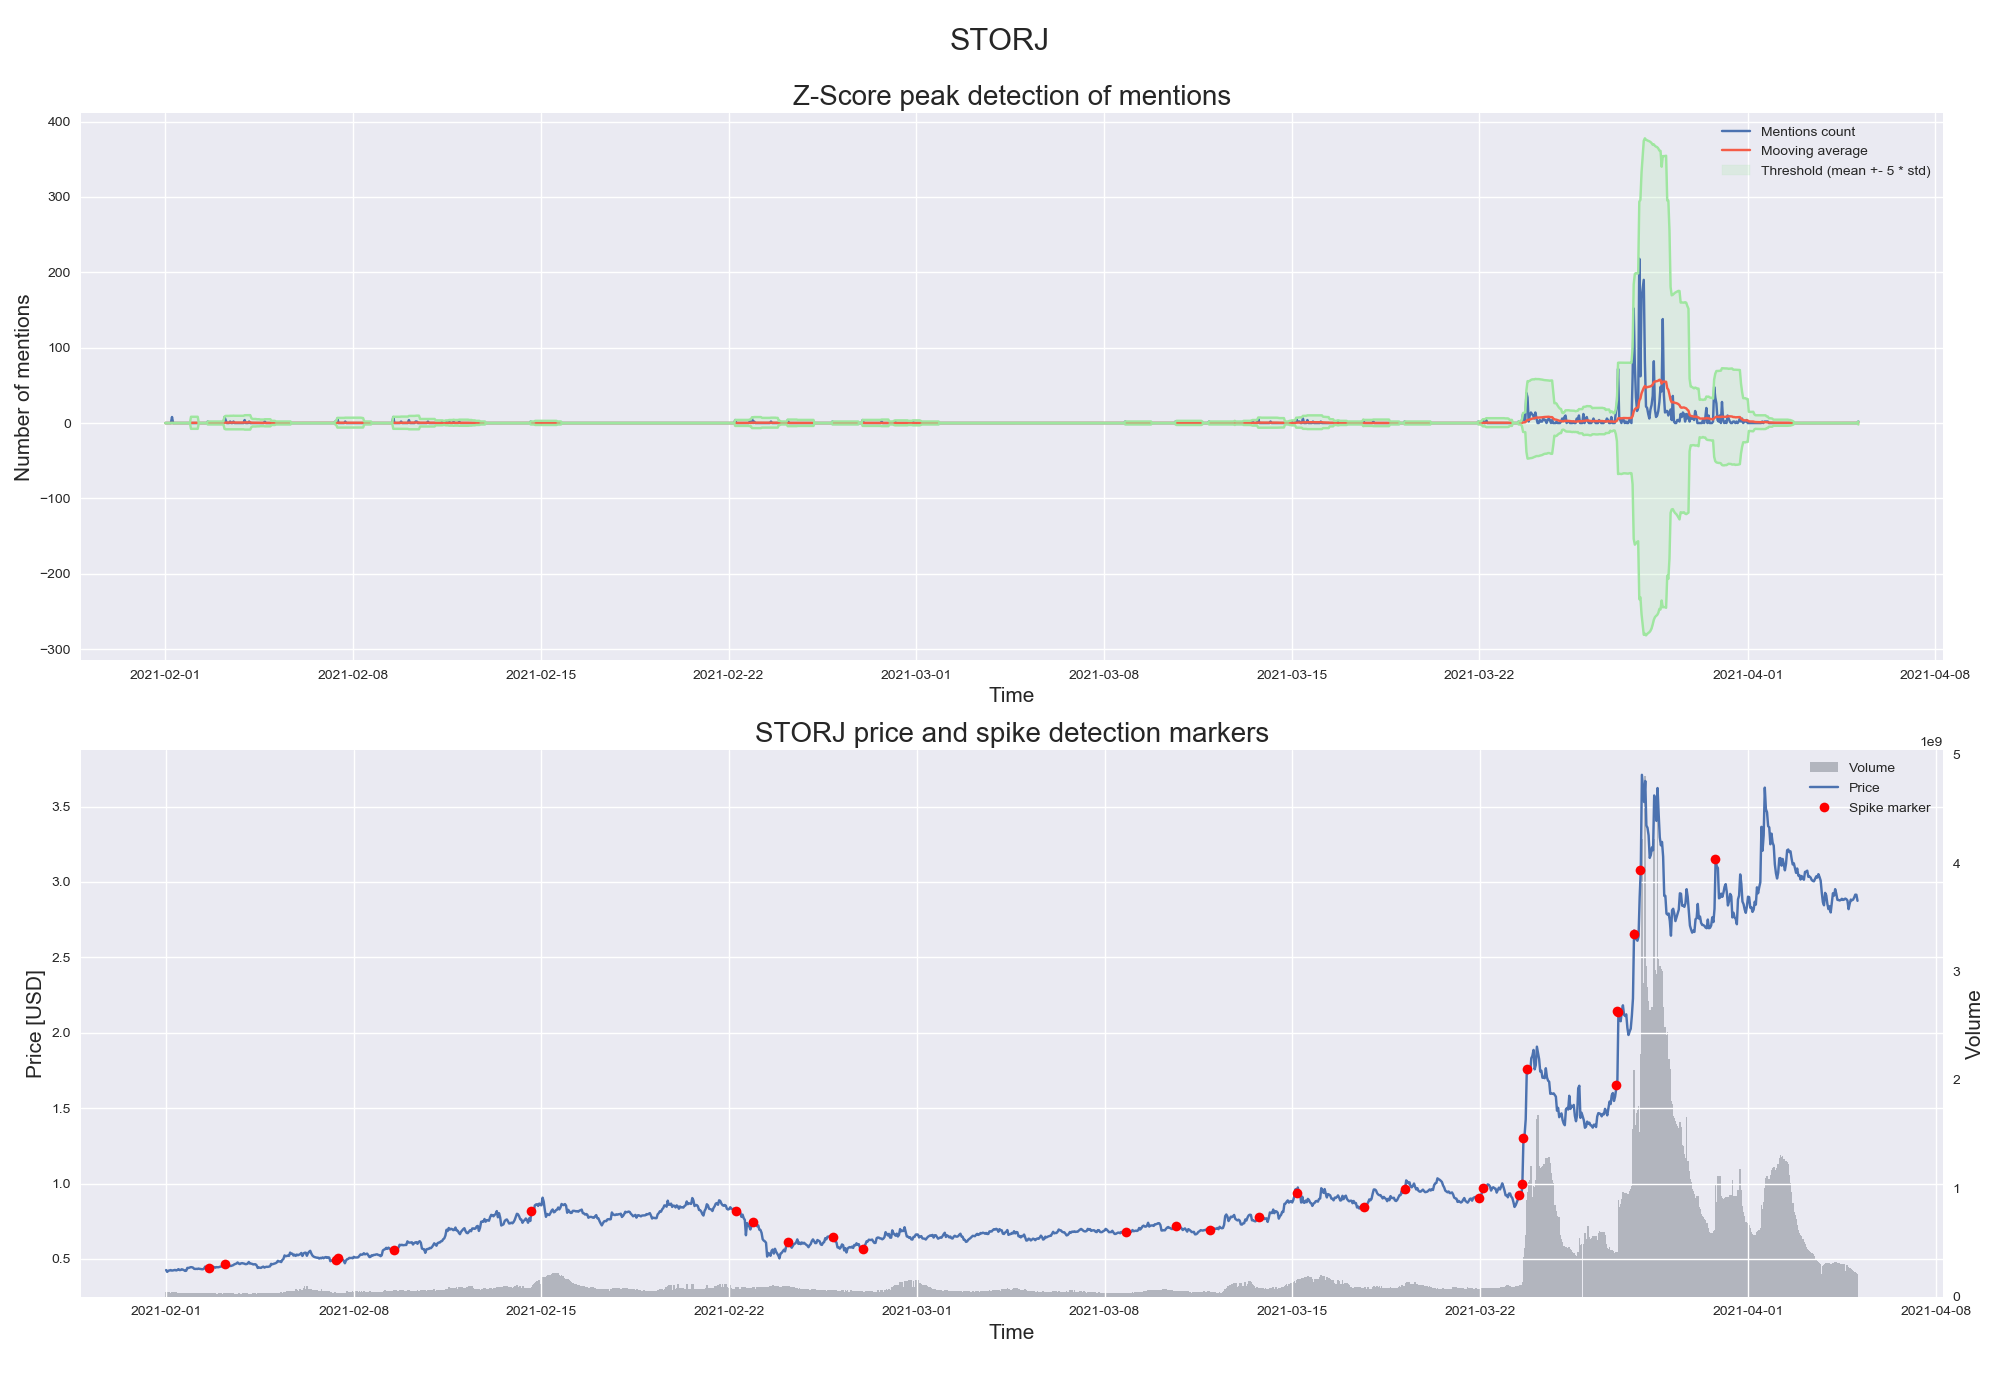 STORJ
Z-Score peak detection of mentions
400
300
200
100
0
−100
−200
−300
Number of mentions
Mentions count
Mooving average
Threshold (mean +- 5 * std)
2021-02-01 2021-02-08 2021-02-15 2021-02-22 2021-03-01 2021-03-08 2021-03-15 2021-03-22 2021-04-01 2021-04-08
Time
STORJ price and spike detection markers
1e9
3.5
3.0
2.5
2.0
1.5
1.0
0.5
Price [USD]
Volume
Price
Spike marker
5
4
3
2
1
0
Volume
2021-02-01 2021-02-08 2021-02-15 2021-02-22 2021-03-01 2021-03-08 2021-03-15 2021-03-22 2021-04-01 2021-04-08
Time